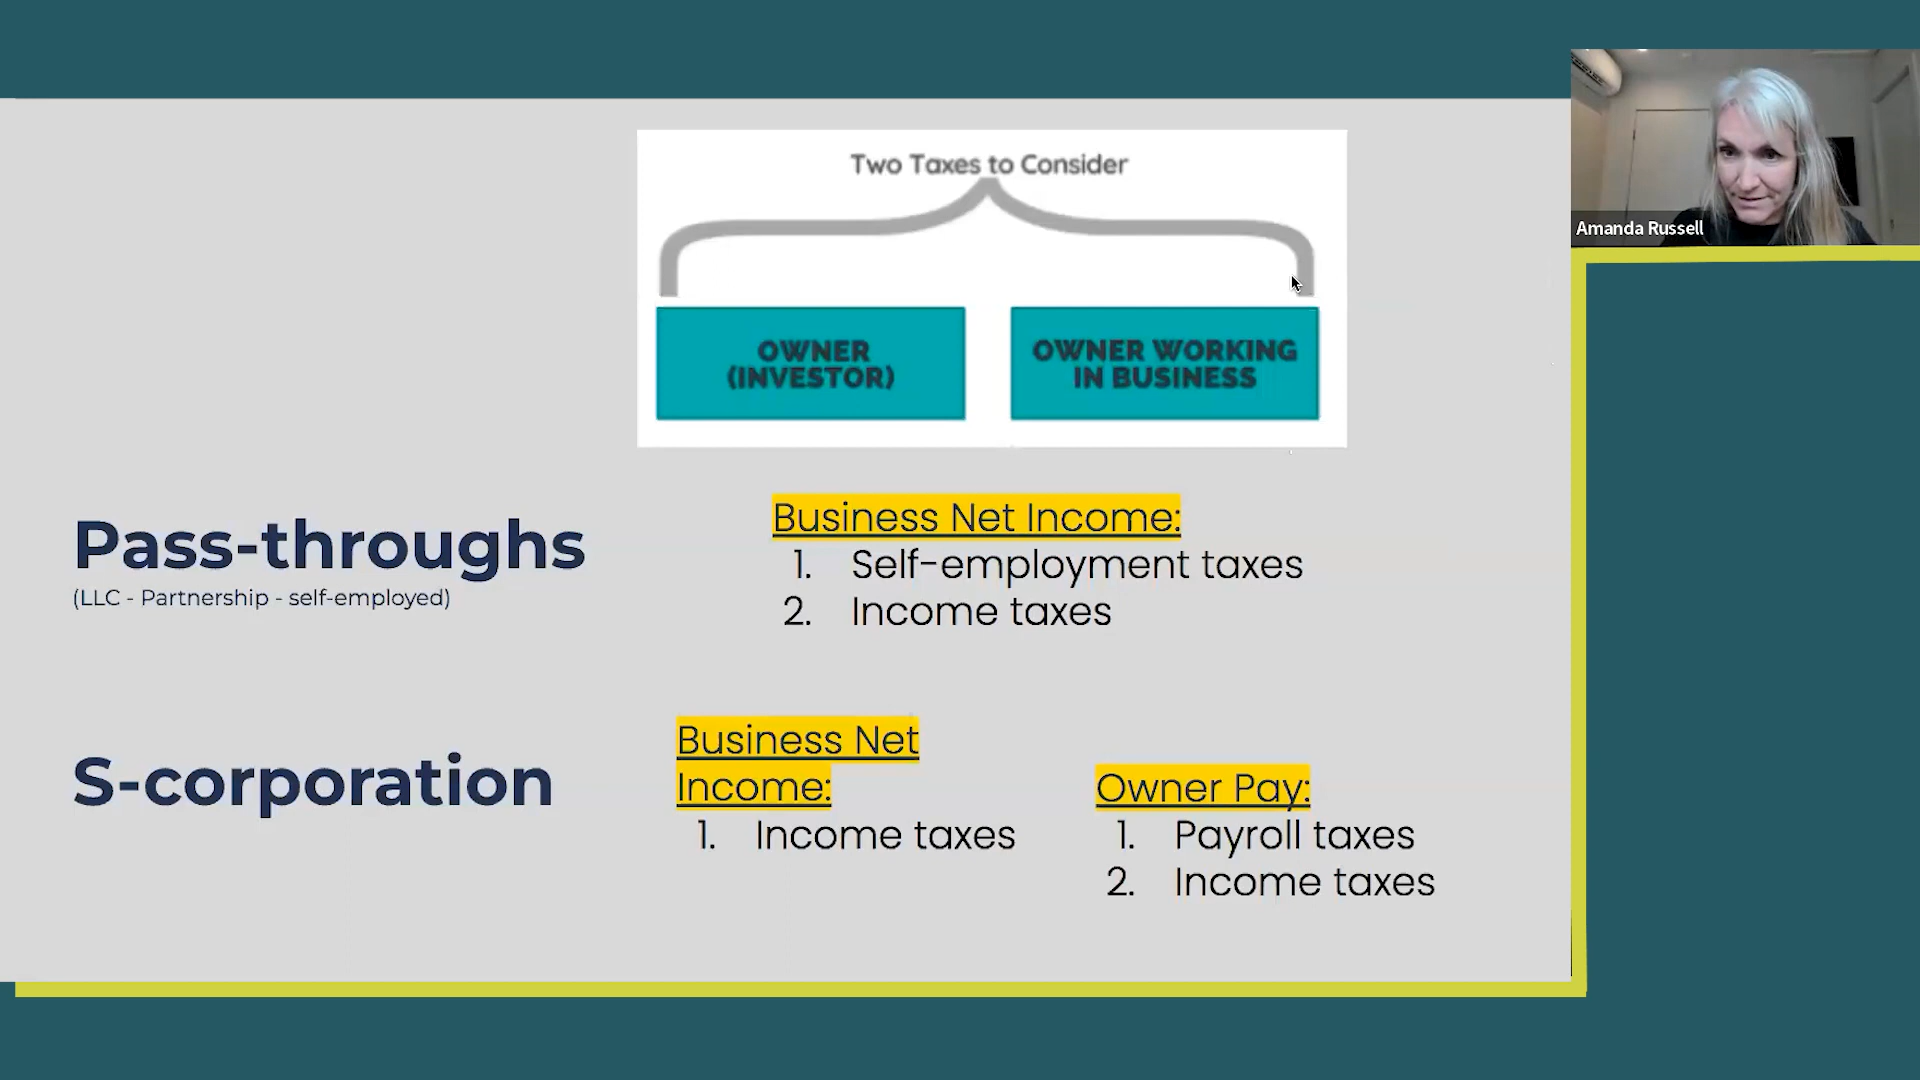 Two Taxes to Consider
OWNER
(INVESTOR)
OWNER WORKING
IN BUSINESS
Amanda Russell
Pass-throughs
(LLC - Partnership - self-employed)
Business Net Income:
1. Self-employment taxes
2. Income taxes
S-corporation
Business Net
Income:
1. Income taxes
Owner Pay:
1. Payroll taxes
2. Income taxes